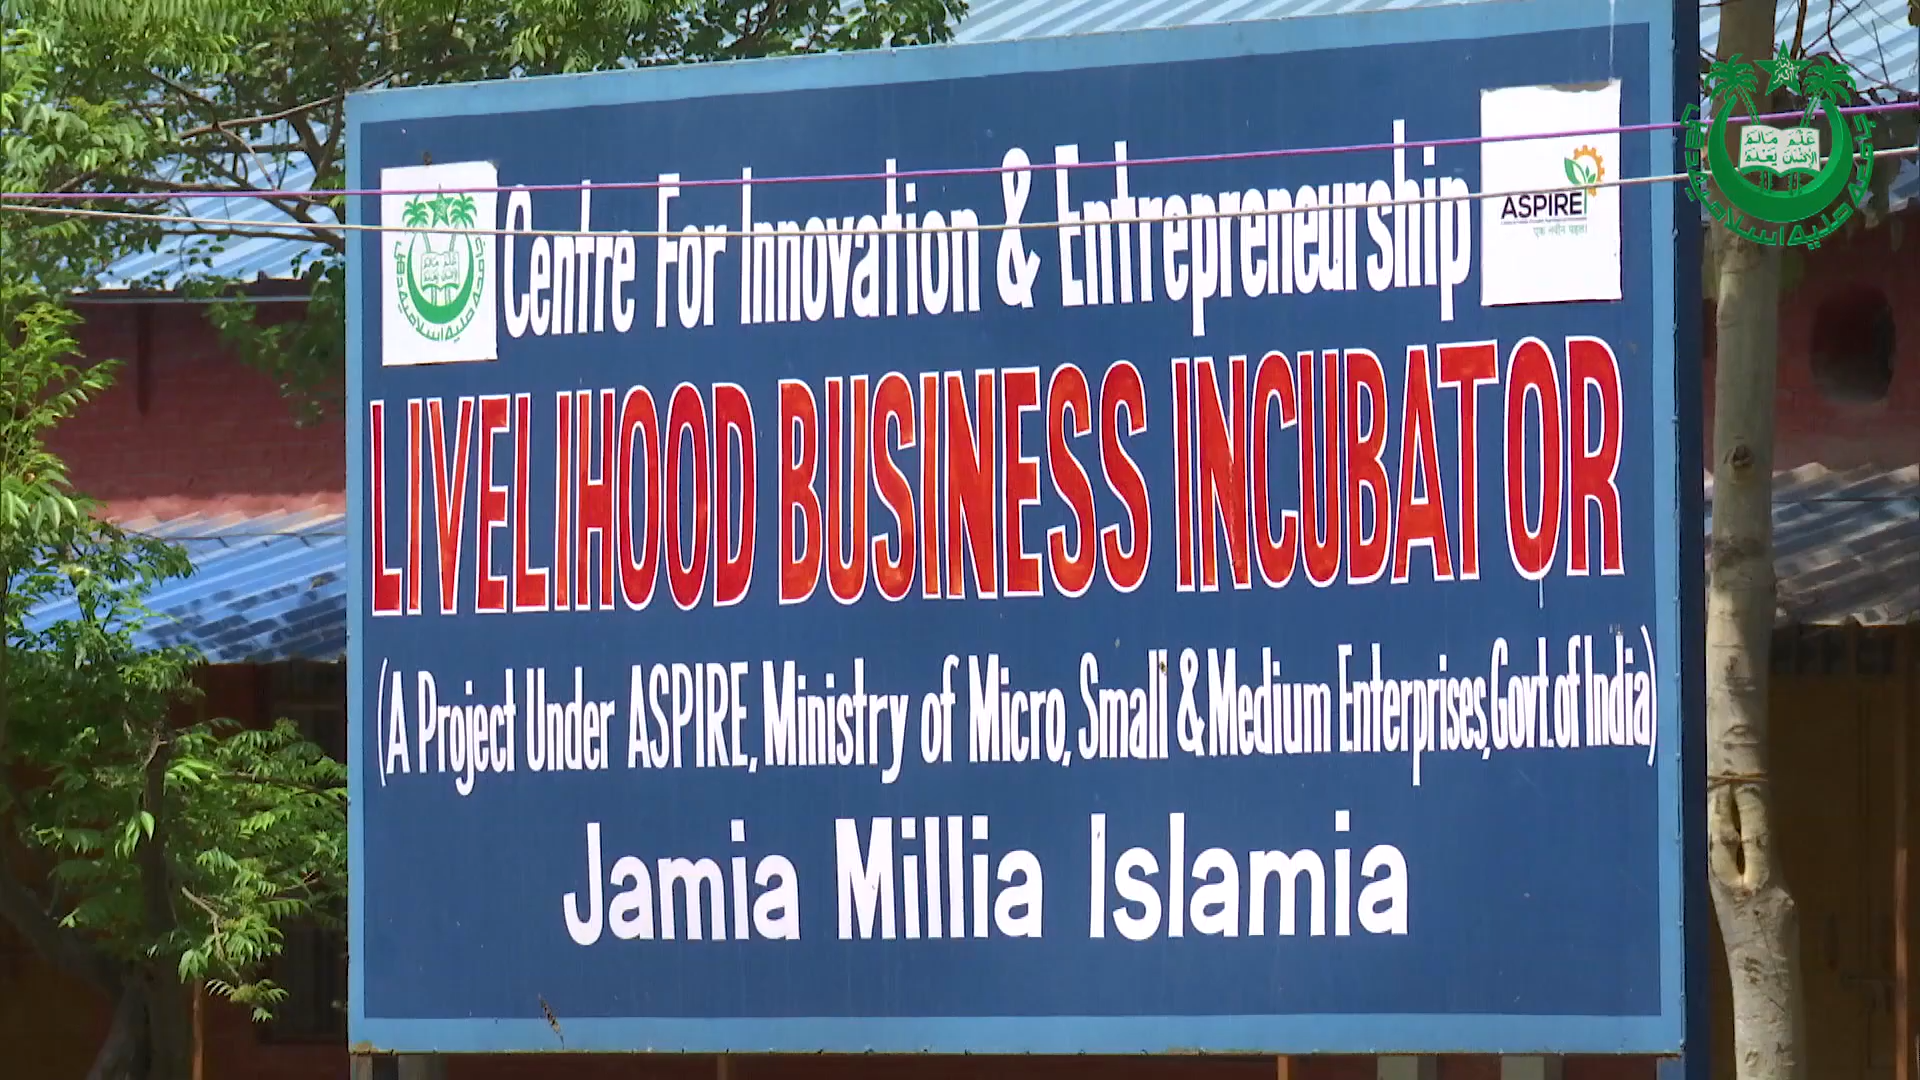 Centre For Innovation & Entrepreneurship
ASPIRE
LIVELIHOOD BUSINESS INCUBATOR
(A Project Under ASPIRE, Ministry of Micro, Small & Medium Enterprises, Govt. of India)
Jamia Millia Islamia